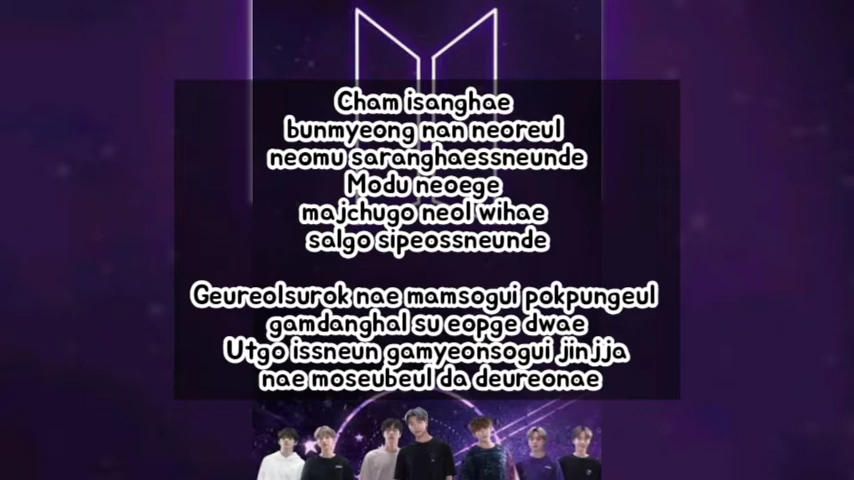 Cham isanghae
bunmyeong nan neoreul
neomu saranghaessneunde
Modu neoege
majchugo neol wihae
salgo sipeossneunde
Geureolsurok nae mamsogui pokpungeul
gamdanghal su eopge dwae
Utgo issneun gamyeonsogui jinjja
nae moseubeul da deureonae